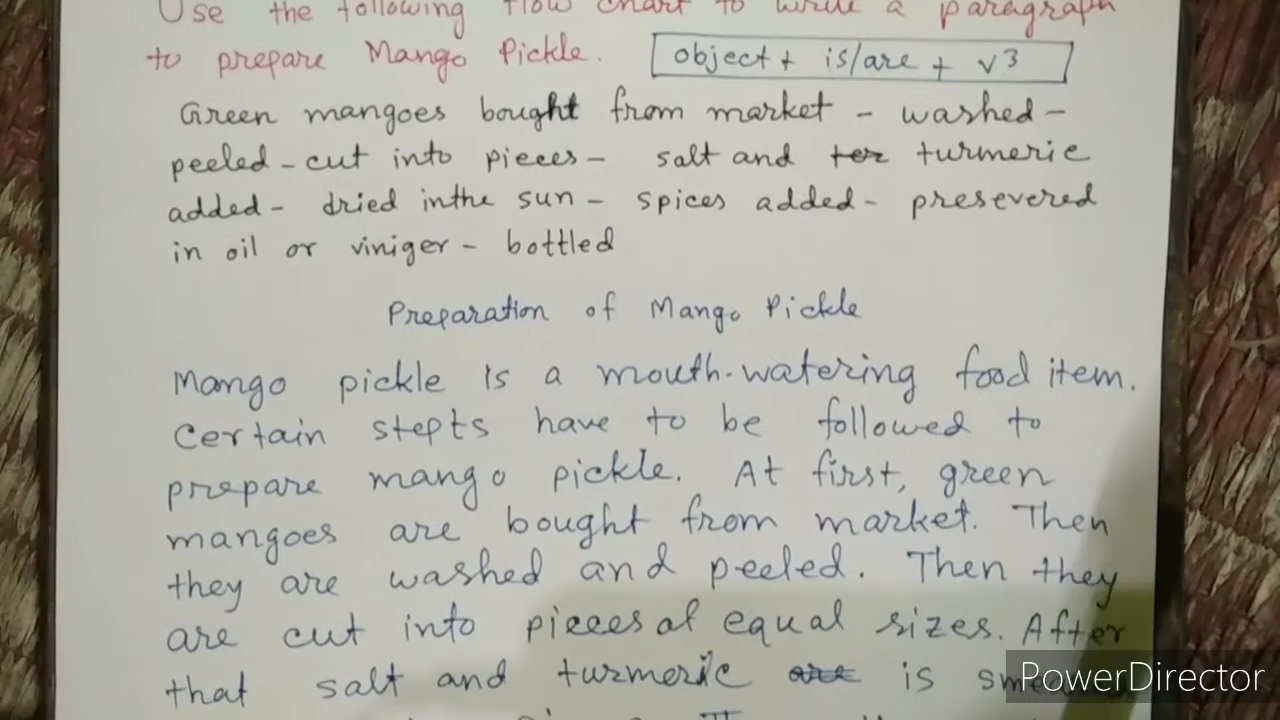 Use the following flow chart to write a paragraph
to prepare Mango Pickle. object + is/are + v3
Green mangoes bought from market - washed -
peeled - cut into pieces - salt and ter turmeric
added - dried in the sun - spices added - presevered
in oil or viniger - bottled
Preparation of Mango Pickle
Mango pickle is a mouth-watering food item.
Certain stepts have to be followed to
prepare mango pickle. At first, green
mangoes are bought from market. Then
they are washed and peeled. Then they
are cut into pieces of equal sizes. After
that salt and turmeric are is
PowerDirector